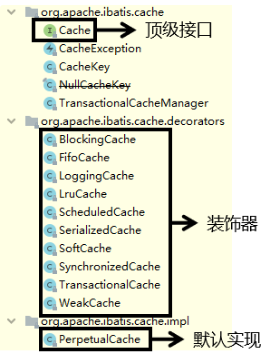 org.apache.ibatis.cache
Cache
顶级接口
CacheException
CacheKey
NullCacheKey
TransactionalCacheManager
org.apache.ibatis.cache.decorators
BlockingCache
FifoCache
LoggingCache
LruCache
ScheduledCache
SerializedCache
装饰器
SoftCache
SynchronizedCache
TransactionalCache
WeakCache
org.apache.ibatis.cache.impl
PerpetualCache
默认实现